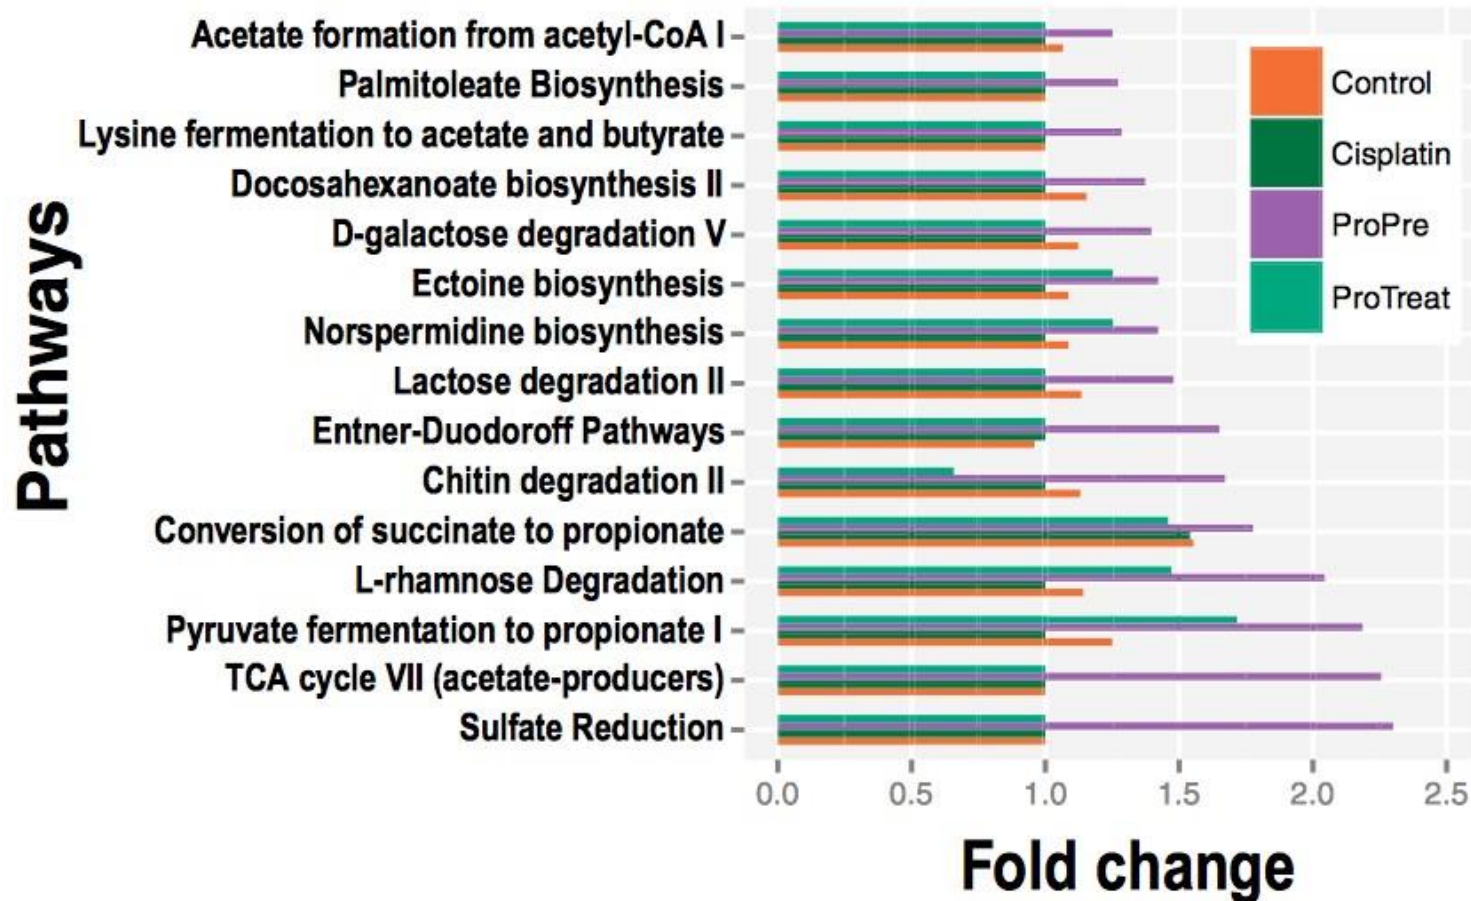 Pathways
Acetate formation from acetyl-CoA I
Palmitoleate Biosynthesis
Lysine fermentation to acetate and butyrate
Docosahexanoate biosynthesis II
D-galactose degradation V
Ectoine biosynthesis
Norspermidine biosynthesis
Lactose degradation II
Entner-Duodoroff Pathways
Chitin degradation II
Conversion of succinate to propionate
L-rhamnose Degradation
Pyruvate fermentation to propionate I
TCA cycle VII (acetate-producers)
Sulfate Reduction
Control
Cisplatin
ProPre
ProTreat
0.0 0.5 1.0 1.5 2.0 2.5
Fold change